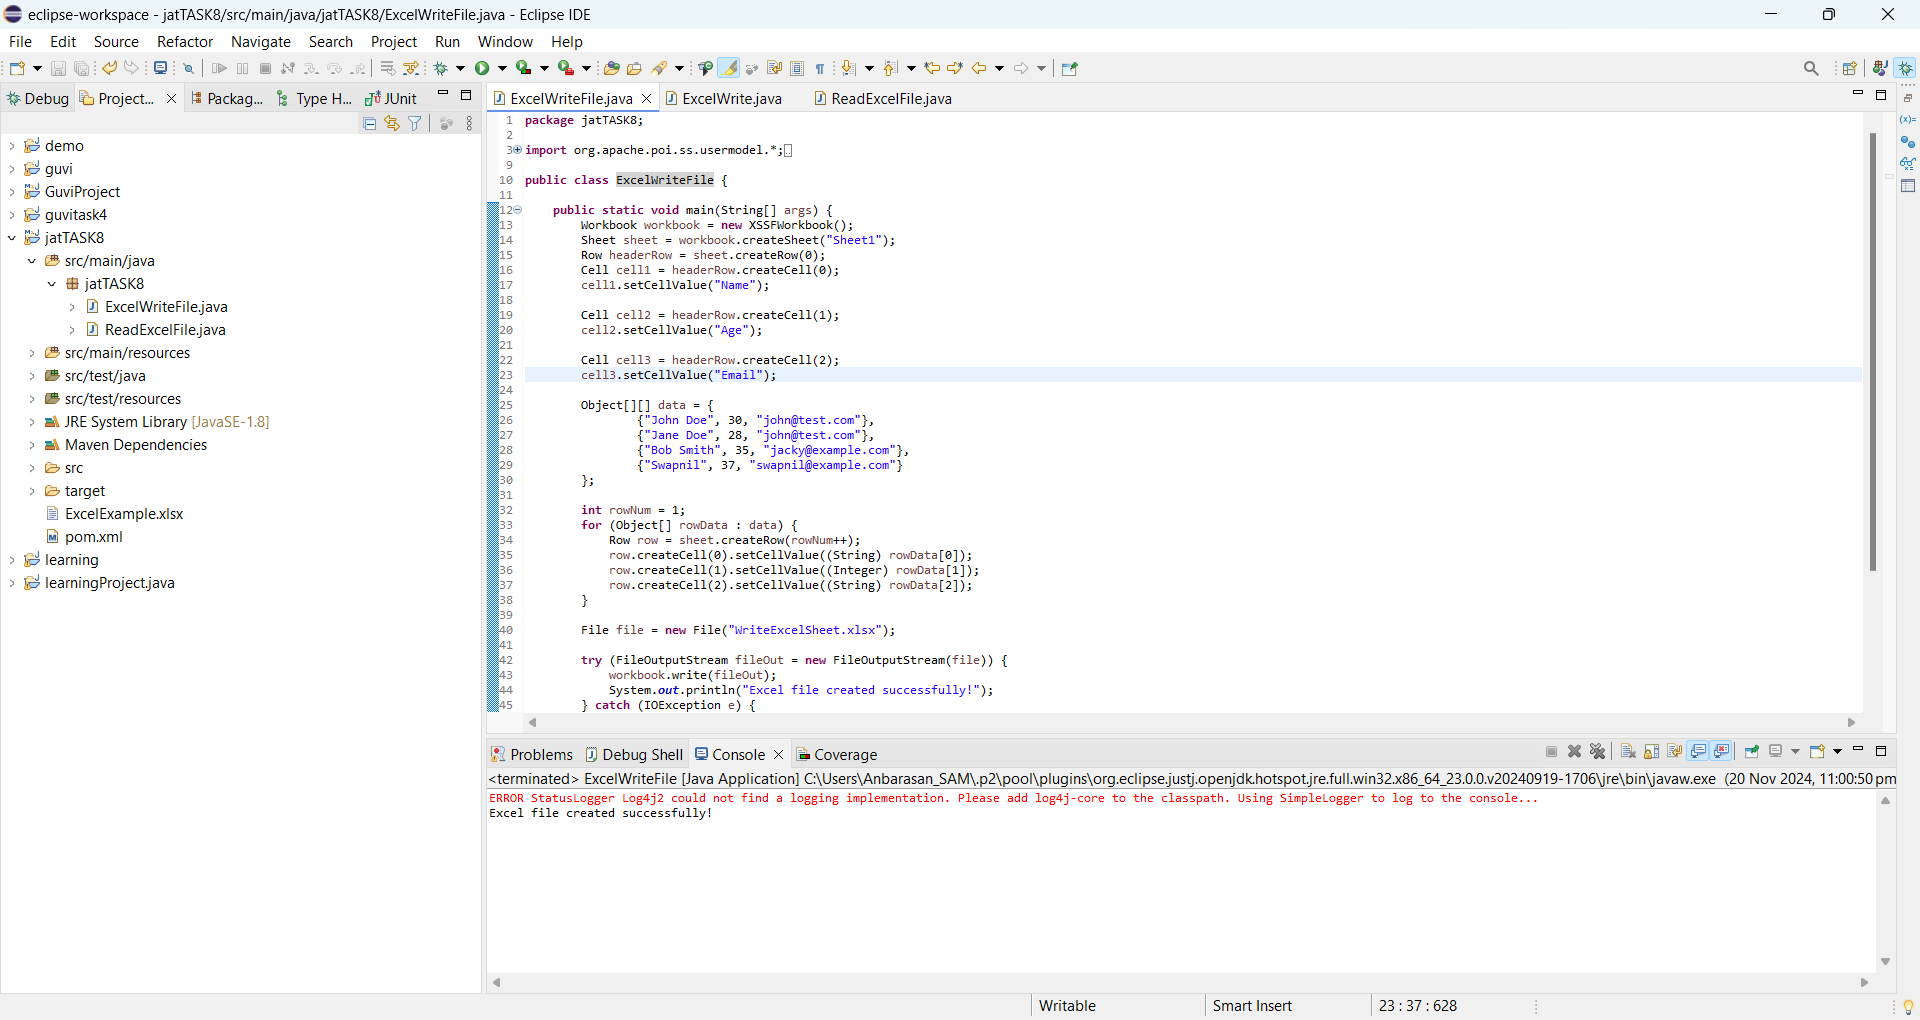 eclipse-workspace - jatTASK8/src/main/java/jatTASK8/ExcelWriteFile.java - Eclipse IDE
File Edit Source Refactor Navigate Search Project Run Window Help
Debug Project... Packag... Type H... JUnit
demo
guvi
GuviProject
guvitask4
jatTASK8
src/main/java
jatTASK8
ExcelWriteFile.java
ReadExcelFile.java
src/main/resources
src/test/java
src/test/resources
JRE System Library [JavaSE-1.8]
Maven Dependencies
src
target
ExcelExample.xlsx
pom.xml
learning
learningProject.java
ExcelWriteFile.java ExcelWrite.java ReadExcelFile.java
1 package jatTASK8;
2
3 import org.apache.poi.ss.usermodel.*;
9
10 public class ExcelWriteFile {
11
12 public static void main(String[] args) {
13 Workbook workbook = new XSSFWorkbook();
14 Sheet sheet = workbook.createSheet("Sheet1");
15 Row headerRow = sheet.createRow(0);
16 Cell cell1 = headerRow.createCell(0);
17 cell1.setCellValue("Name");
18
19 Cell cell2 = headerRow.createCell(1);
20 cell2.setCellValue("Age");
21
22 Cell cell3 = headerRow.createCell(2);
23 cell3.setCellValue("Email");
24
25 Object[][] data = {
26 {"John Doe", 30, "john@test.com"},
27 {"Jane Doe", 28, "john@test.com"},
28 {"Bob Smith", 35, "jacky@example.com"},
29 {"Swapnil", 37, "swapnil@example.com"}
30 };
31
32 int rowNum = 1;
33 for (Object[] rowData : data) {
34 Row row = sheet.createRow(rowNum++);
35 row.createCell(0).setCellValue((String) rowData[0]);
36 row.createCell(1).setCellValue((Integer) rowData[1]);
37 row.createCell(2).setCellValue((String) rowData[2]);
38 }
39
40 File file = new File("WriteExcelSheet.xlsx");
41
42 try (FileOutputStream fileOut = new FileOutputStream(file)) {
43 workbook.write(fileOut);
44 System.out.println("Excel file created successfully!");
45 } catch (IOException e) {
Problems Debug Shell Console Coverage
<terminated> ExcelWriteFile [Java Application] C:\Users\Anbarasan_SAM\.p2\pool\plugins\org.eclipse.justj.openjdk.hotspot.jre.full.win32.x86_64_23.0.0.v20240919-1706\jre\bin\javaw.exe (20 Nov 2024, 11:00:50 pm
ERROR StatusLogger Log4j2 could not find a logging implementation. Please add log4j-core to the classpath. Using SimpleLogger to log to the console...
Excel file created successfully!
Writable Smart Insert 23 : 37 : 628